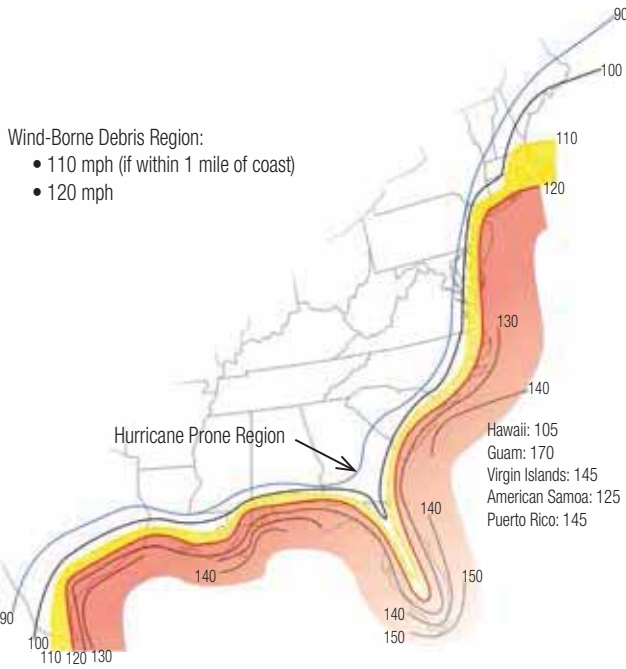 90
100
Wind-Borne Debris Region:
• 110 mph (if within 1 mile of coast)
• 120 mph
110
120
130
140
Hurricane Prone Region
Hawaii: 105
Guam: 170
Virgin Islands: 145
American Samoa: 125
Puerto Rico: 145
140
140
150
140
150
90
100
110 120 130